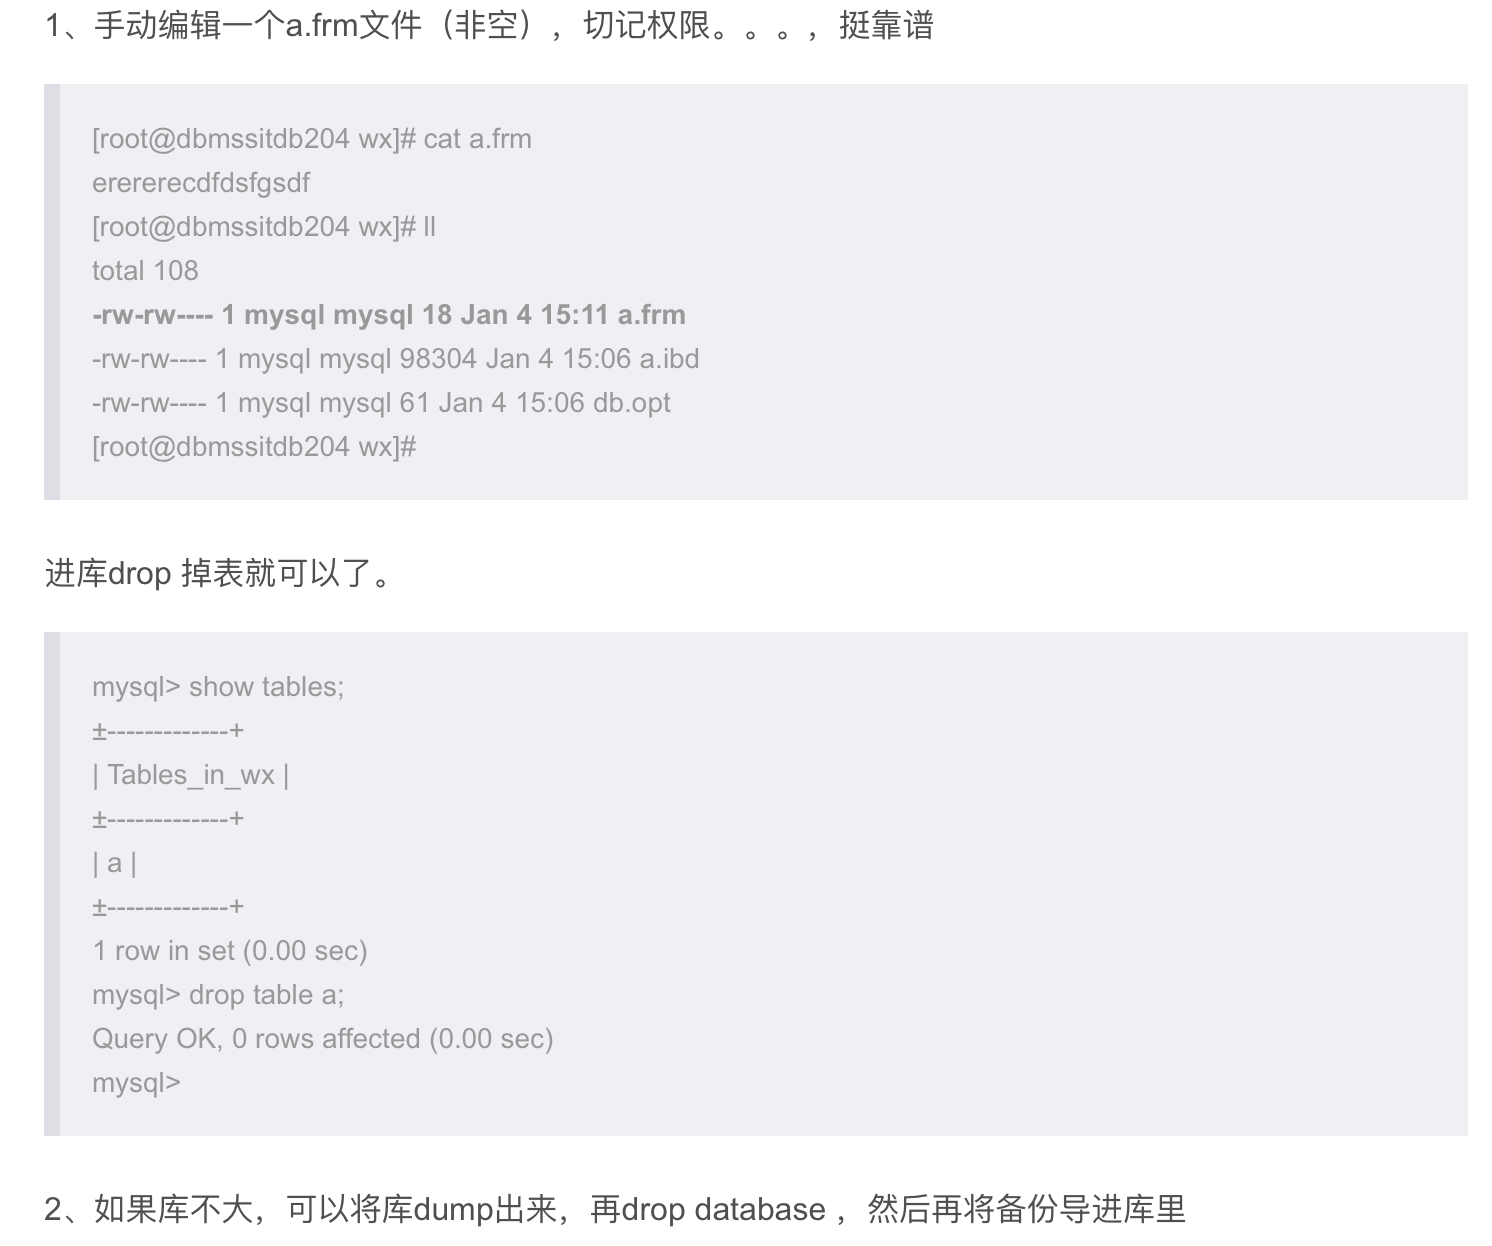 1、手动编辑一个a.frm文件（非空），切记权限。。。，挺靠谱
[root@dbmssitdb204 wx]# cat a.frm
erererecdfdsfgsdf
[root@dbmssitdb204 wx]# ll
total 108
-rw-rw---- 1 mysql mysql 18 Jan 4 15:11 a.frm
-rw-rw---- 1 mysql mysql 98304 Jan 4 15:06 a.ibd
-rw-rw---- 1 mysql mysql 61 Jan 4 15:06 db.opt
[root@dbmssitdb204 wx]#
进库drop 掉表就可以了。
mysql> show tables;
±-------------+
| Tables_in_wx |
±-------------+
| a |
±-------------+
1 row in set (0.00 sec)
mysql> drop table a;
Query OK, 0 rows affected (0.00 sec)
mysql>
2、如果库不大，可以将库dump出来，再drop database ，然后再将备份导进库里